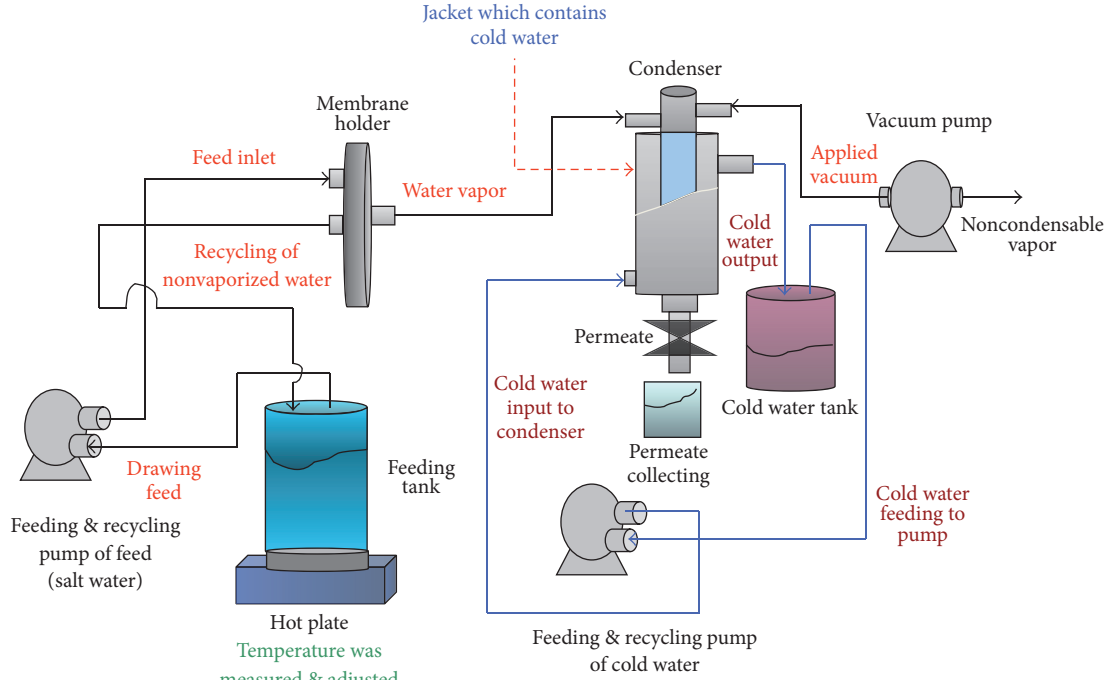 Jacket which contains
cold water
Condenser
Membrane
holder
Vacuum pump
Feed inlet
Applied
vacuum
Water vapor
Noncondensable
vapor
Cold
water
output
Recycling of
nonvaporized water
Permeate
Cold water
input to
condenser
Cold water tank
Permeate
collecting
Feeding
tank
Drawing
feed
Cold water
feeding to
pump
Feeding & recycling
pump of feed
(salt water)
Hot plate
Temperature was
measured & adjusted
Feeding & recycling pump
of cold water